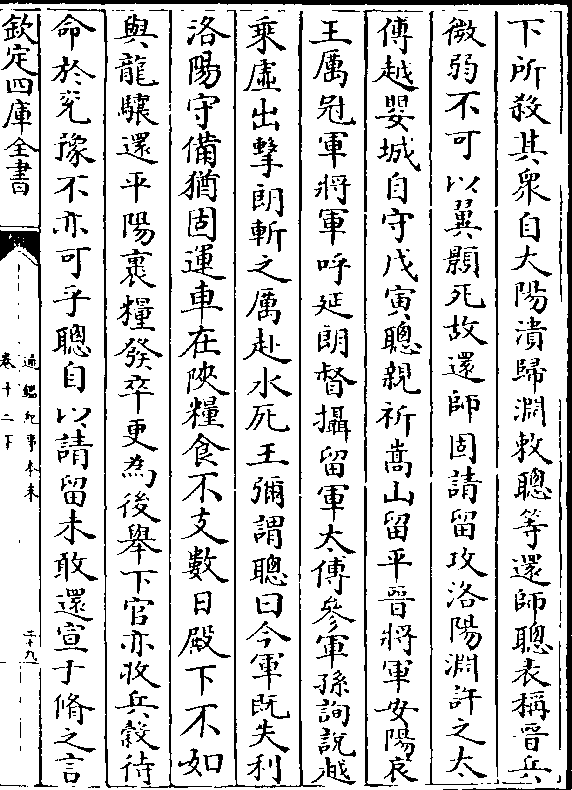 下所殺其衆自大陽潰歸淵敕聰等還師聰表稱晉兵
微弱不可以翼顥死故還師固請留攻洛陽淵許之太
傅越嬰城自守戊寅聰親祈嵩山留平晉將軍安陽哀
王厲冠軍將軍呼延朗督攝留軍太傅參軍孫詢說越
乘虛出擊朗斬之厲赴水死王彌謂聰曰今軍既失利
洛陽守備猶固運車在陜糧食不支數日殿下不如
與龍驤還平陽裹糧發卒更為後舉下官亦收兵穀待
命於兖豫不亦可乎聰自以請留未敢還宣于脩之言
欽定四庫全書
通鑑紀事本末
卷十二下
二十九